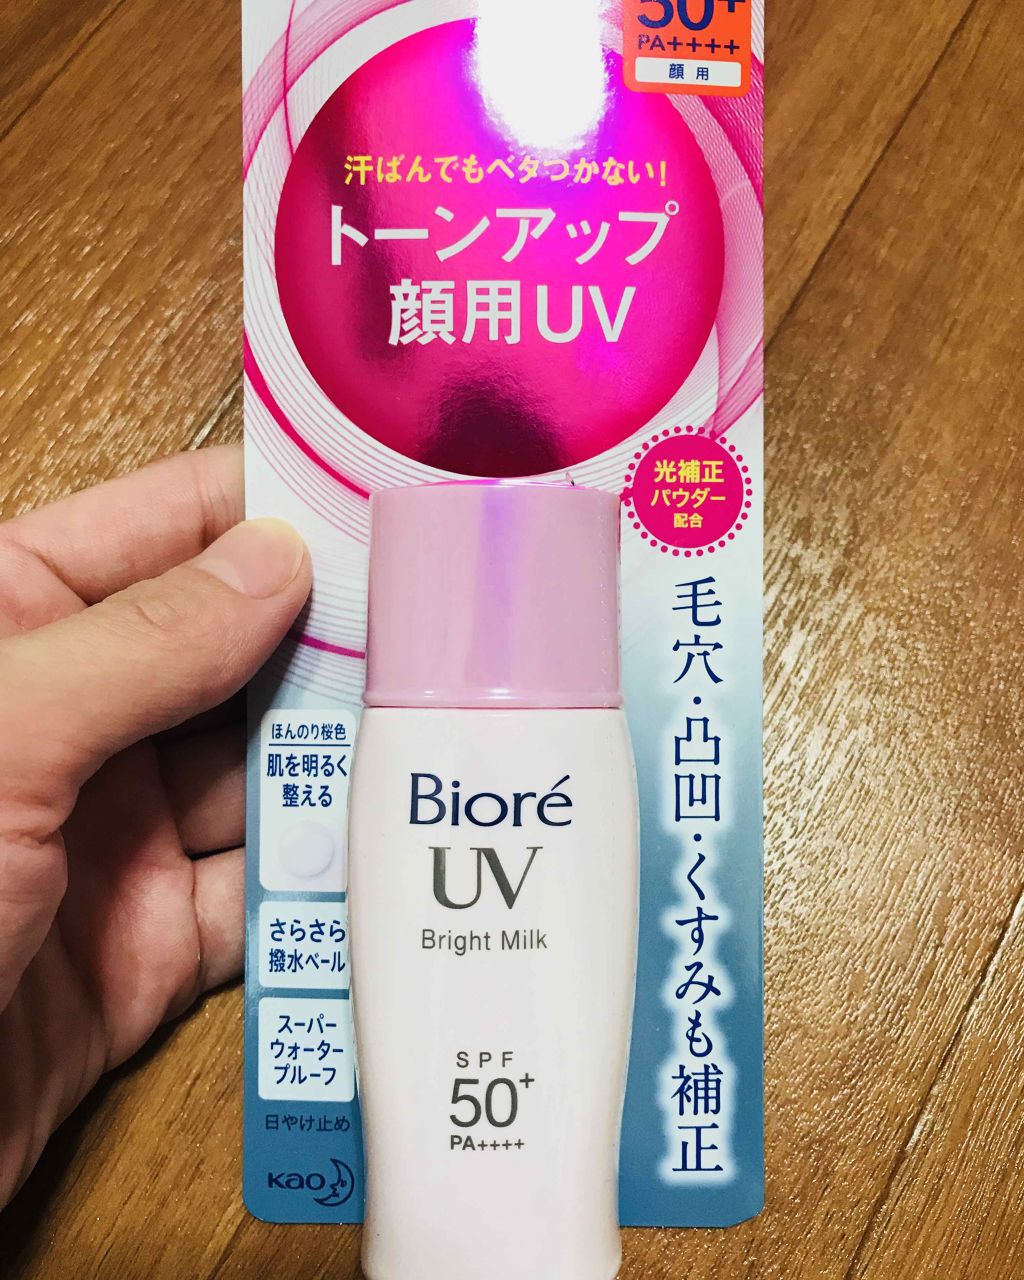 50+
PA++++
顔 用
汗ばんでもベタつかない!
トーンアップ
顔用UV
光補正
パウダー
配合
毛穴・凸凹・くすみも補正
ほんのり桜色
肌を明るく
整える
さらさら
撥水ベール
スーパー
ウォーター
プルーフ
日やけ止め
Kao
Bioré
UV
Bright Milk
SPF
50+
PA++++